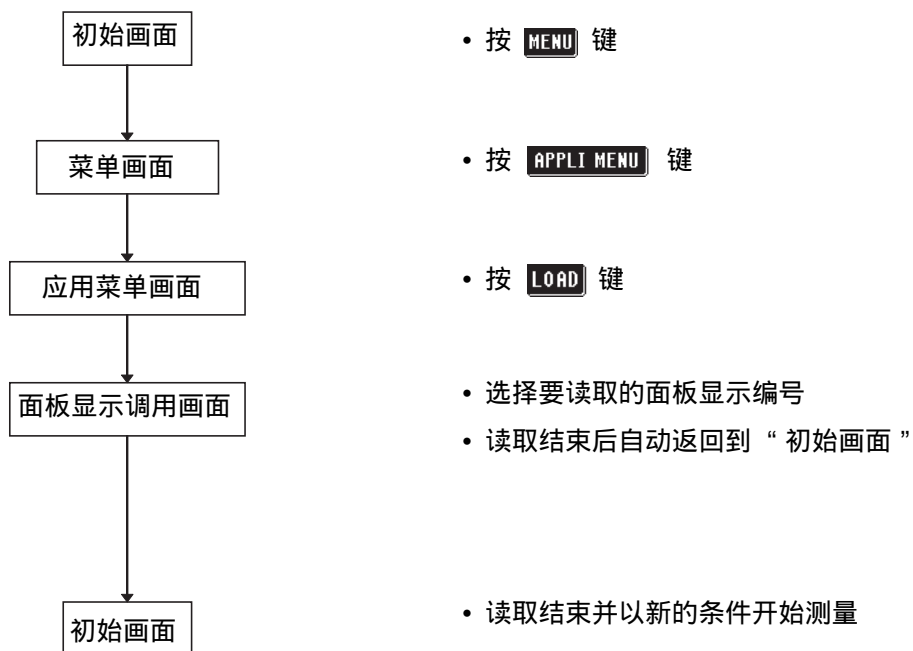 初始画面
• 按 MENU 键
菜单画面
• 按 APPLI MENU 键
应用菜单画面
• 按 LOAD 键
面板显示调用画面
• 选择要读取的面板显示编号
• 读取结束后自动返回到 “ 初始画面 ”
初始画面
• 读取结束并以新的条件开始测量